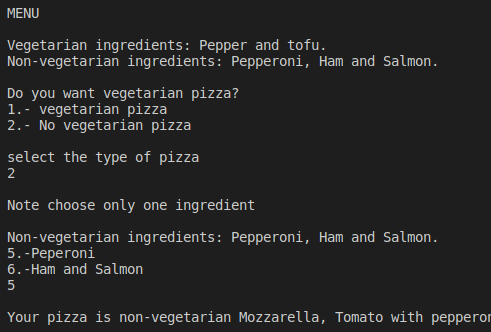 MENU
Vegetarian ingredients: Pepper and tofu.
Non-vegetarian ingredients: Pepperoni, Ham and Salmon.
Do you want vegetarian pizza?
1.- vegetarian pizza
2.- No vegetarian pizza
select the type of pizza
2
Note choose only one ingredient
Non-vegetarian ingredients: Pepperoni, Ham and Salmon.
5.-Peperoni
6.-Ham and Salmon
5
Your pizza is non-vegetarian Mozzarella, Tomato with